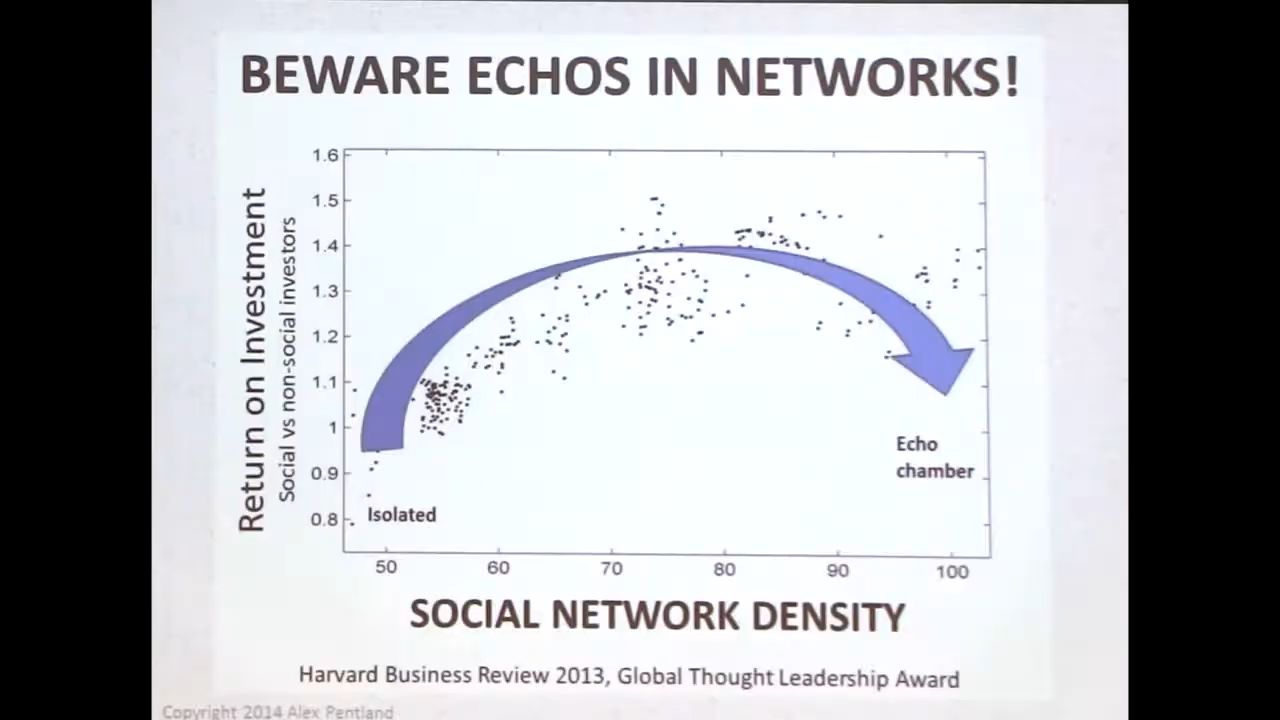 BEWARE ECHOS IN NETWORKS!
1.6
1.5
1.4
1.3
1.2
1.1
1
0.9
0.8
Return on Investment
Social vs non-social investors
Echo
chamber
Isolated
50 60 70 80 90 100
SOCIAL NETWORK DENSITY
Harvard Business Review 2013, Global Thought Leadership Award
Copyright 2014 Alex Pentland